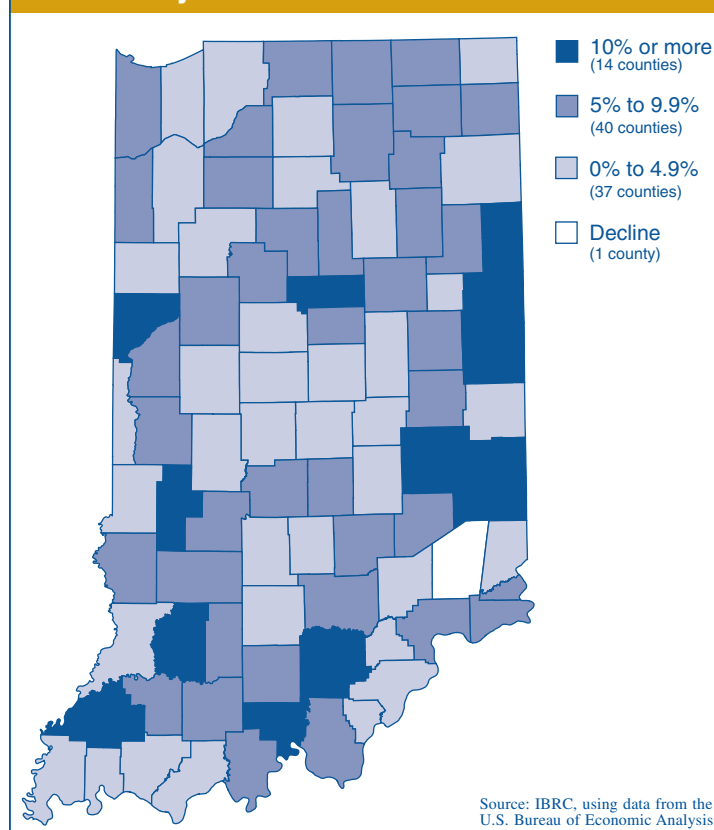 10% or more
(14 counties)
5% to 9.9%
(40 counties)
0% to 4.9%
(37 counties)
Decline
(1 county)
Source: IBRC, using data from the
U.S. Bureau of Economic Analysis